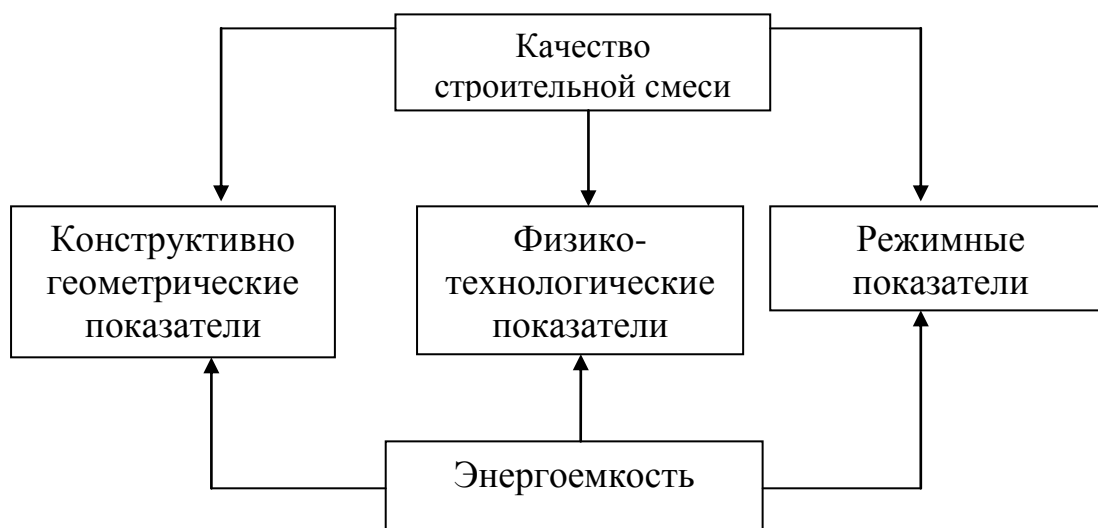 Качество
строительной смеси
Конструктивно
геометрические
показатели
Физико-
технологические
показатели
Режимные
показатели
Энергоемкость